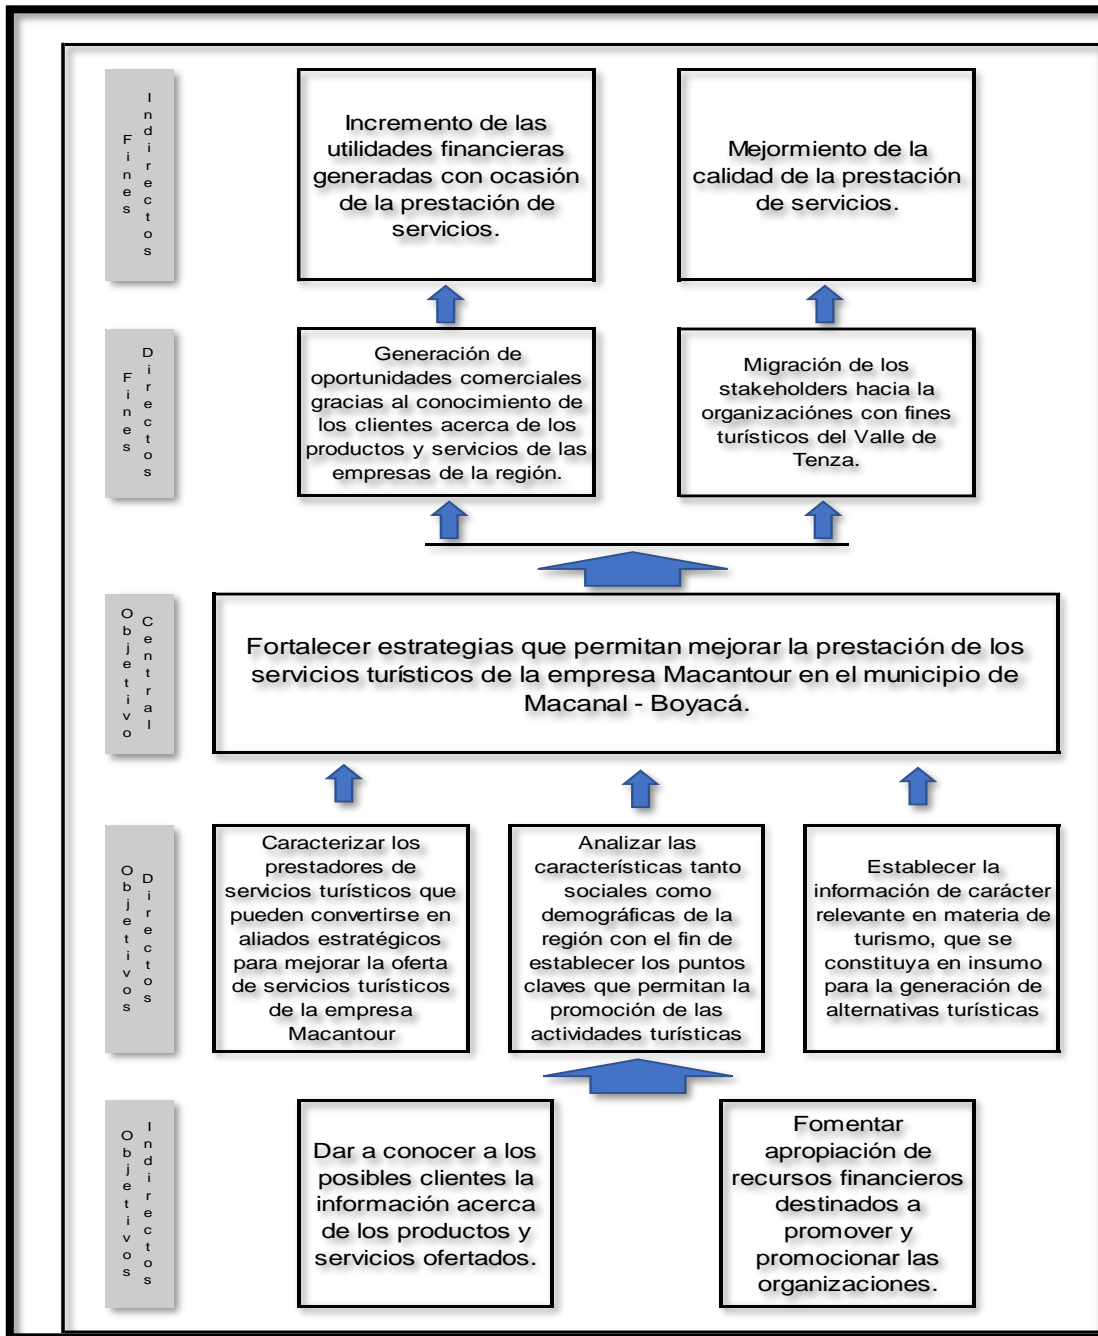 Fines Indirectos
Incremento de las
utilidades financieras
generadas con ocasión
de la prestación de
servicios.
Mejormiento de la
calidad de la prestación
de servicios.
Fines Directos
Generación de
oportunidades comerciales
gracias al conocimiento de
los clientes acerca de los
productos y servicios de las
empresas de la región.
Migración de los
stakeholders hacia la
organizaciónes con fines
turísticos del Valle de
Tenza.
Objetivo Central
Fortalecer estrategias que permitan mejorar la prestación de los
servicios turísticos de la empresa Macantour en el municipio de
Macanal - Boyacá.
Objetivos Directos
Caracterizar los
prestadores de
servicios turísticos que
pueden convertirse en
aliados estratégicos
para mejorar la oferta
de servicios turísticos
de la empresa
Macantour
Analizar las
características tanto
sociales como
demográficas de la
región con el fin de
establecer los puntos
claves que permitan la
promoción de las
actividades turísticas
Establecer la
información de carácter
relevante en materia de
turismo, que se
constituya en insumo
para la generación de
alternativas turísticas
Objetivos Indirectos
Dar a conocer a los
posibles clientes la
información acerca
de los productos y
servicios ofertados.
Fomentar
apropiación de
recursos financieros
destinados a
promover y
promocionar las
organizaciones.